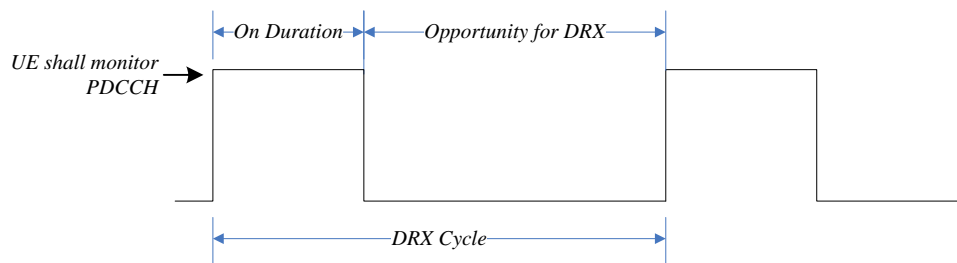 On Duration
Opportunity for DRX
UE shall monitor
PDCCH
DRX Cycle